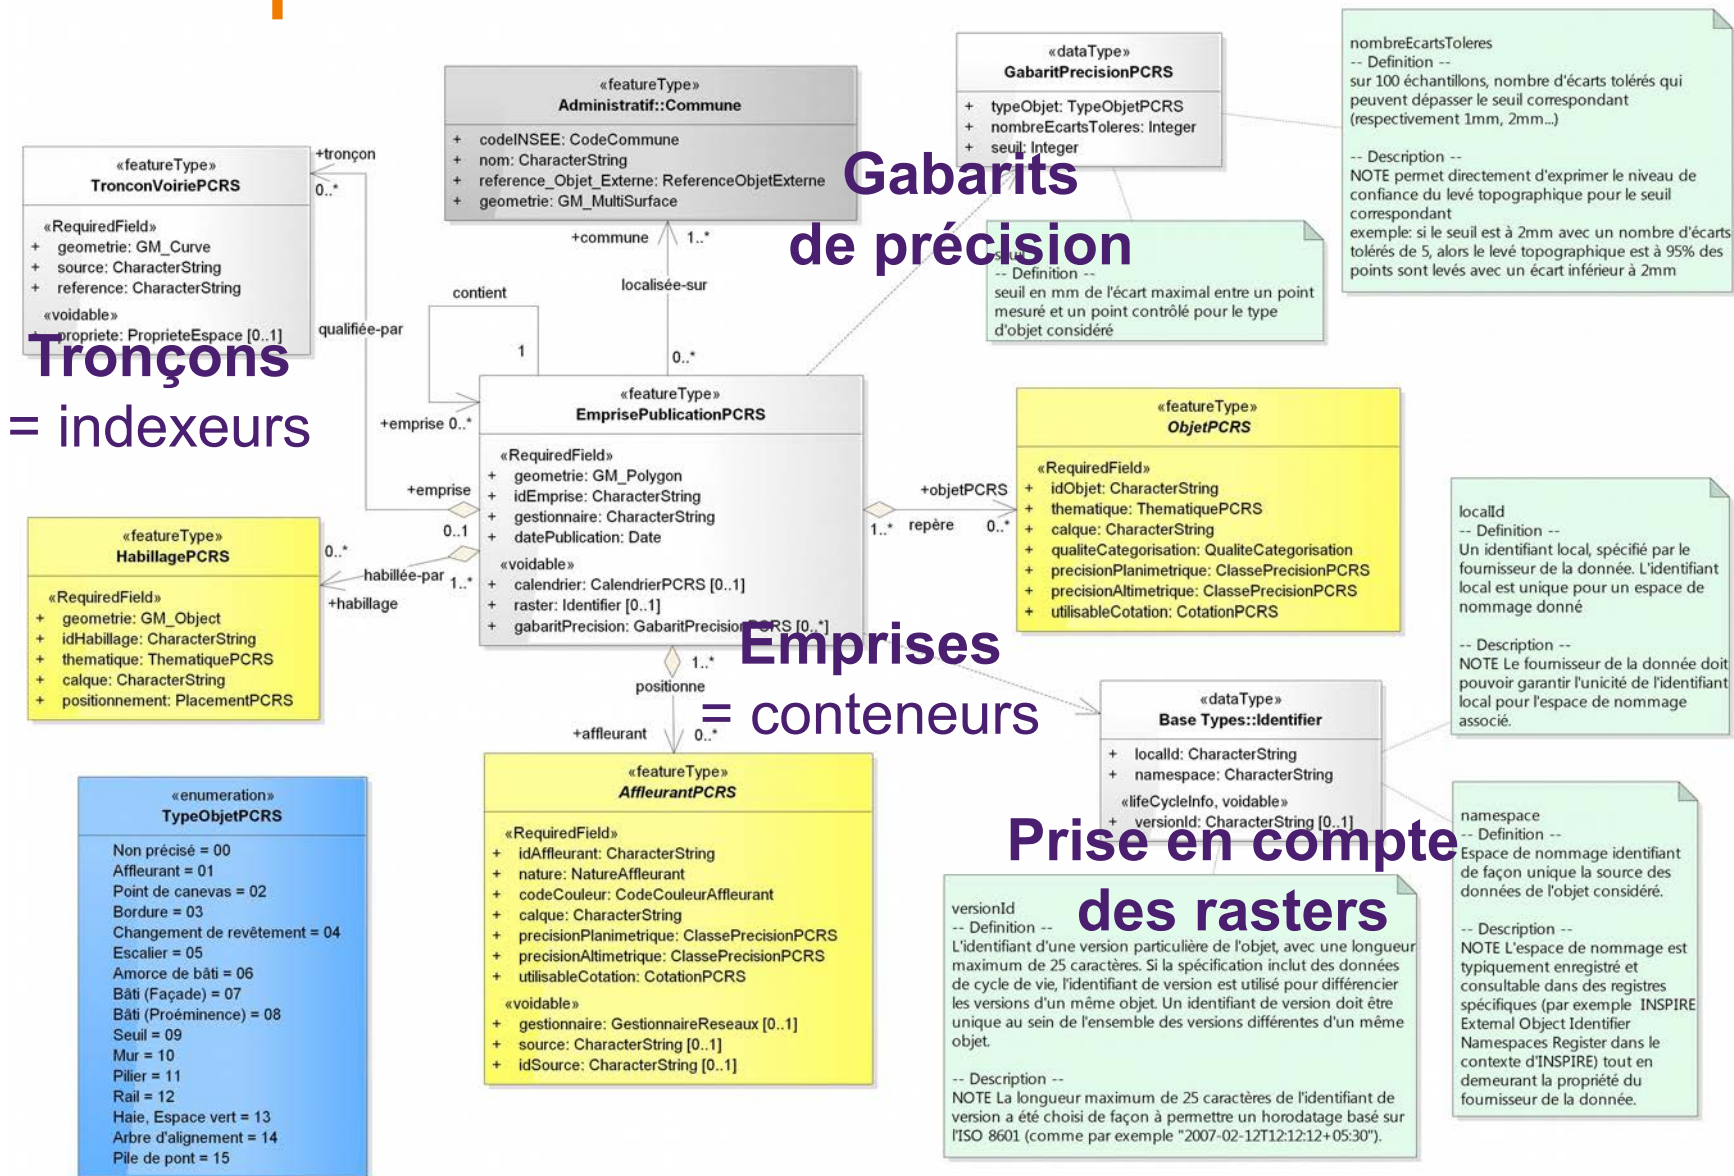 «featureType»
TronconVoiriePCRS
«RequiredField»
+ geometrie: GM_Curve
+ source: CharacterString
+ reference: CharacterString
«voidable»
+ propriete: ProprieteEspace [0..1]
+tronçon
0..*
qualifiée-par
Tronçons
= indexeurs
«featureType»
Administratif::Commune
+ codeINSEE: CodeCommune
+ nom: CharacterString
+ reference_Objet_Externe: ReferenceObjetExterne
+ geometrie: GM_MultiSurface
+commune
1..*
localisée-sur
0..*
contient
1
+emprise 0..*
«dataType»
GabaritPrecisionPCRS
+ typeObjet: TypeObjetPCRS
+ nombreEcartsToleres: Integer
+ seuil: Integer
Gabarits
de précision
nombreEcartsToleres
-- Definition --
sur 100 échantillons, nombre d'écarts tolérés qui
peuvent dépasser le seuil correspondant
(respectivement 1mm, 2mm...)
-- Description --
NOTE permet directement d'exprimer le niveau de
confiance du levé topographique pour le seuil
correspondant
exemple: si le seuil est à 2mm avec un nombre d'écarts
tolérés de 5, alors le levé topographique est à 95% des
points sont levés avec un écart inférieur à 2mm
seuil
-- Definition --
seuil en mm de l'écart maximal entre un point
mesuré et un point contrôlé pour le type
d'objet considéré
«featureType»
EmprisePublicationPCRS
«RequiredField»
+ geometrie: GM_Polygon
+ idEmprise: CharacterString
+ gestionnaire: CharacterString
+ datePublication: Date
«voidable»
+ calendrier: CalendrierPCRS [0..1]
+ raster: Identifier [0..1]
+ gabaritPrecision: GabaritPrecisionPCRS [0..*]
+emprise
0..1
Emprises
= conteneurs
+objetPCRS
1..*
repère
0..*
«featureType»
ObjetPCRS
«RequiredField»
+ idObjet: CharacterString
+ thematique: ThematiquePCRS
+ calque: CharacterString
+ qualiteCategorisation: QualiteCategorisation
+ precisionPlanimetrique: ClassePrecisionPCRS
+ precisionAltimetrique: ClassePrecisionPCRS
+ utilisableCotation: CotationPCRS
«featureType»
HabillagePCRS
«RequiredField»
+ geometrie: GM_Object
+ idHabillage: CharacterString
+ thematique: ThematiquePCRS
+ calque: CharacterString
+ positionnement: PlacementPCRS
0..*
habillée-par
1..*
+habillage
1..*
positionne
+affleurant
0..*
«featureType»
AffleurantPCRS
«RequiredField»
+ idAffleurant: CharacterString
+ nature: NatureAffleurant
+ codeCouleur: CodeCouleurAffleurant
+ calque: CharacterString
+ precisionPlanimetrique: ClassePrecisionPCRS
+ precisionAltimetrique: ClassePrecisionPCRS
+ utilisableCotation: CotationPCRS
«voidable»
+ gestionnaire: GestionnaireReseaux [0..1]
+ source: CharacterString [0..1]
+ idSource: CharacterString [0..1]
«enumeration»
TypeObjetPCRS
Non précisé = 00
Affleurant = 01
Point de canevas = 02
Bordure = 03
Changement de revêtement = 04
Escalier = 05
Amorce de bâti = 06
Bâti (Façade) = 07
Bâti (Proéminence) = 08
Seuil = 09
Mur = 10
Pilier = 11
Rail = 12
Haie, Espace vert = 13
Arbre d'alignement = 14
Pile de pont = 15
«dataType»
Base Types::Identifier
+ localId: CharacterString
+ namespace: CharacterString
«lifeCycleInfo, voidable»
+ versionId: CharacterString [0..1]
Prise en compte
des rasters
localId
-- Definition --
Un identifiant local, spécifié par le
fournisseur de la donnée. L'identifiant
local est unique pour un espace de
nommage donné
-- Description --
NOTE Le fournisseur de la donnée doit
pouvoir garantir l'unicité de l'identifiant
local pour l'espace de nommage
associé.
namespace
-- Definition --
Espace de nommage identifiant
de façon unique la source des
données de l'objet considéré.
-- Description --
NOTE L'espace de nommage est
typiquement enregistré et
consultable dans des registres
spécifiques (par exemple INSPIRE
External Object Identifier
Namespaces Register dans le
contexte d'INSPIRE) tout en
demeurant la propriété du
fournisseur de la donnée.
versionId
-- Definition --
L'identifiant d'une version particulière de l'objet, avec une longueur
maximum de 25 caractères. Si la spécification inclut des données
de cycle de vie, l'identifiant de version est utilisé pour différencier
les versions d'un même objet. Un identifiant de version doit être
unique au sein de l'ensemble des versions différentes d'un même
objet.
-- Description --
NOTE La longueur maximum de 25 caractères de l'identifiant de
version a été choisi de façon à permettre un horodatage basé sur
l'ISO 8601 (comme par exemple "2007-02-12T12:12:12+05:30").